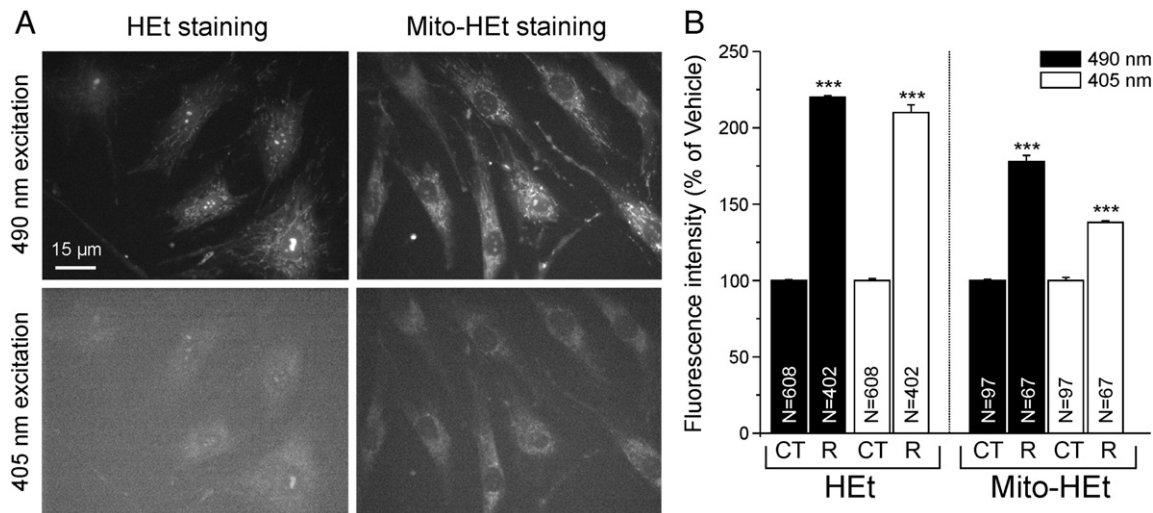 A
HEt staining
Mito-HEt staining
490 nm excitation
15 µm
405 nm excitation
B
Fluorescence intensity (% of Vehicle)
250
200
150
100
50
0
490 nm
405 nm
***
***
***
***
N=608
N=402
N=608
N=402
N=97
N=67
N=97
N=67
CT R CT R CT R CT R
HEt Mito-HEt